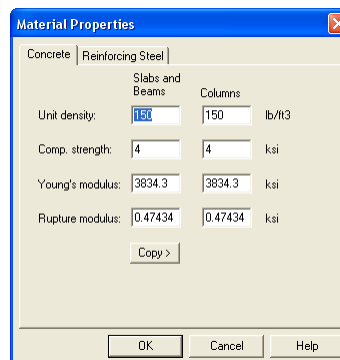 Material Properties
Concrete Reinforcing Steel
Slabs and
Beams Columns
Unit density: 150 150 lb/ft3
Comp. strength: 4 4 ksi
Young's modulus: 3834.3 3834.3 ksi
Rupture modulus: 0.47434 0.47434 ksi
Copy >
OK Cancel Help